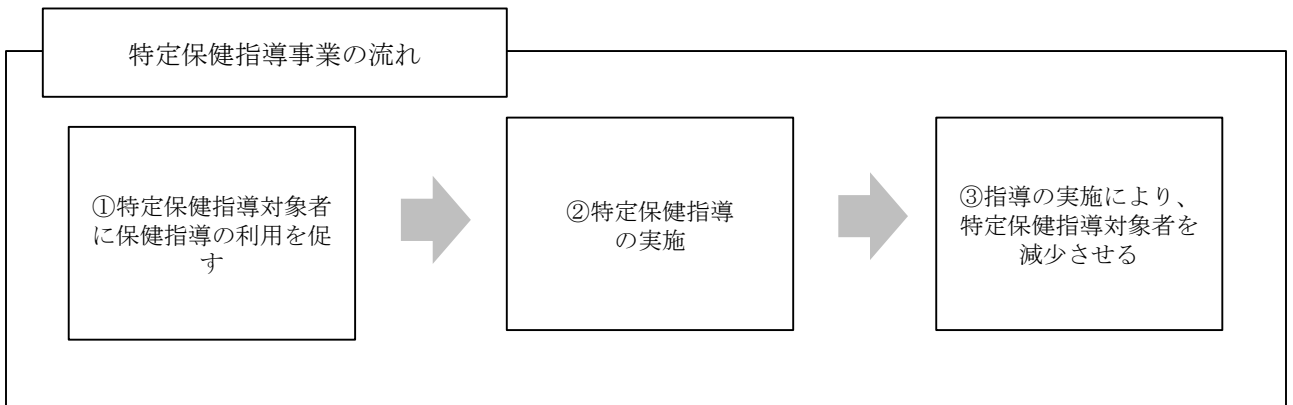 特定保健指導事業の流れ
①特定保健指導対象者
に保健指導の利用を促
す
②特定保健指導
の実施
③指導の実施により、
特定保健指導対象者を
減少させる